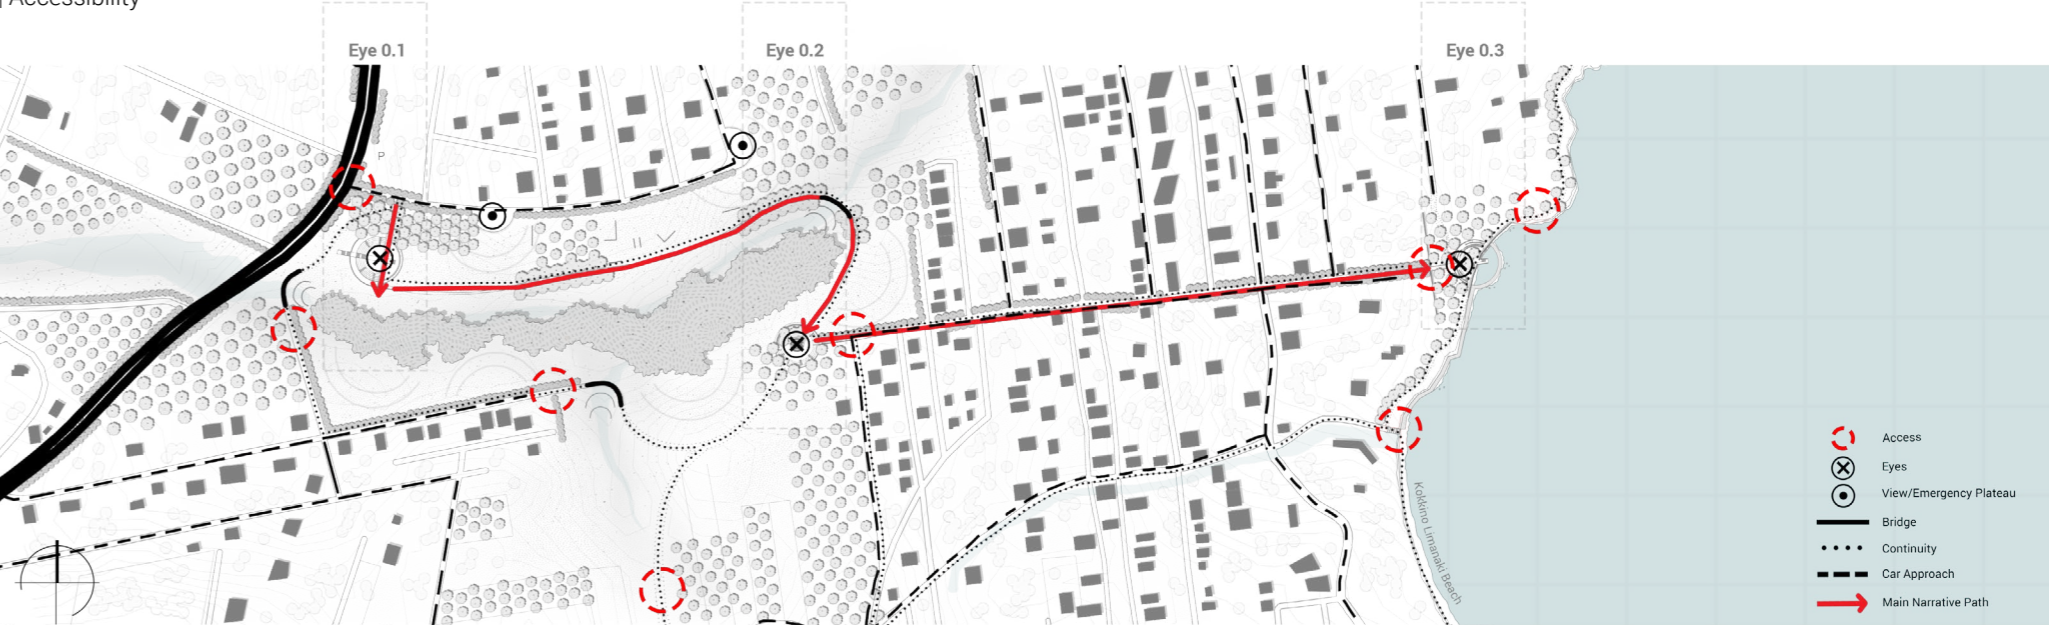 | Accessibility
Eye 0.1
Eye 0.2
Eye 0.3
P
Kokkino Limanaki Beach
Access
Eyes
View/Emergency Plateau
Bridge
Continuity
Car Approach
Main Narrative Path